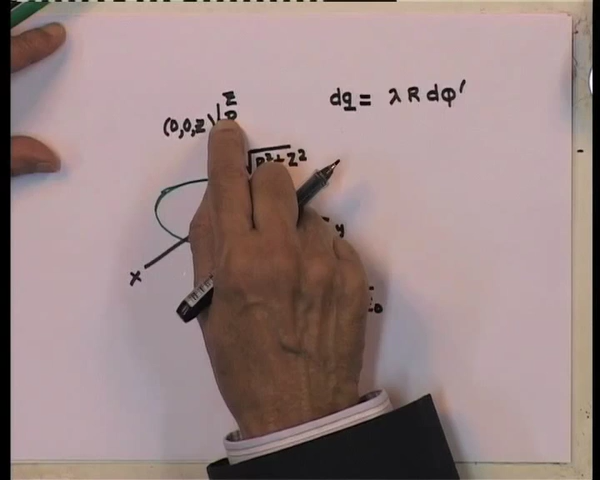 Z
dq = λ R dφ'
(0,0,Z) P
√R²+Z²
y
x